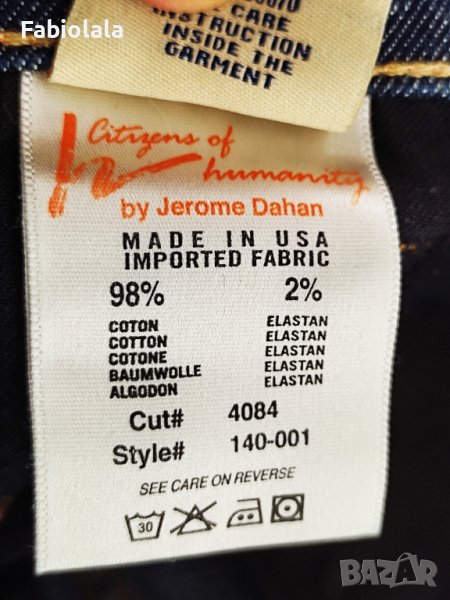 Fabiolala
CARE
INSTRUCTION
INSIDE THE
GARMENT
Citizens of
humanity
by Jerome Dahan
MADE IN USA
IMPORTED FABRIC
98% 2%
COTON ELASTAN
COTTON ELASTAN
COTONE ELASTAN
BAUMWOLLE ELASTAN
ALGODON ELASTAN
Cut# 4084
Style# 140-001
SEE CARE ON REVERSE
30
BAZAR